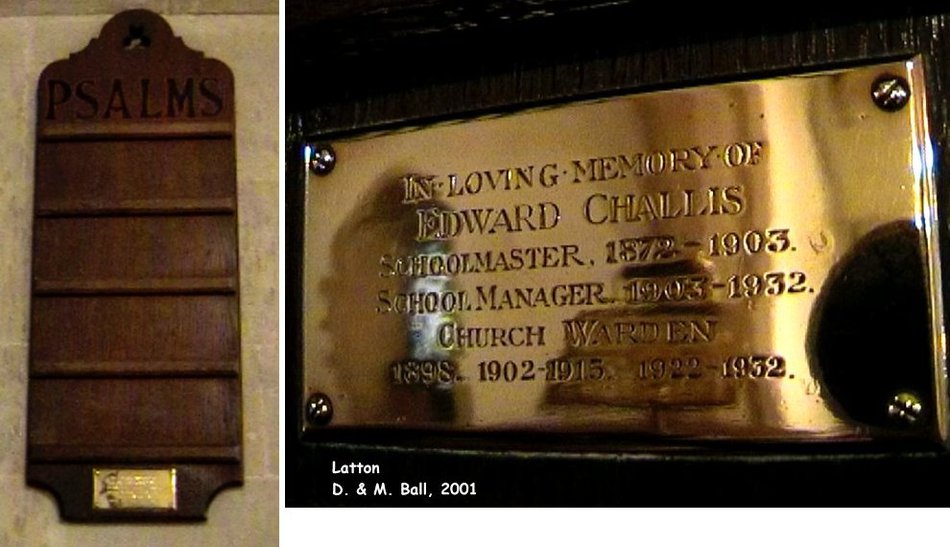 PSALMS
IN·LOVING·MEMORY·OF
EDWARD CHALLIS
SCHOOLMASTER. 1872–1903.
SCHOOL MANAGER. 1903–1932.
CHURCH WARDEN
1898. 1902–1915. 1922–1932.
Latton
D. & M. Ball, 2001